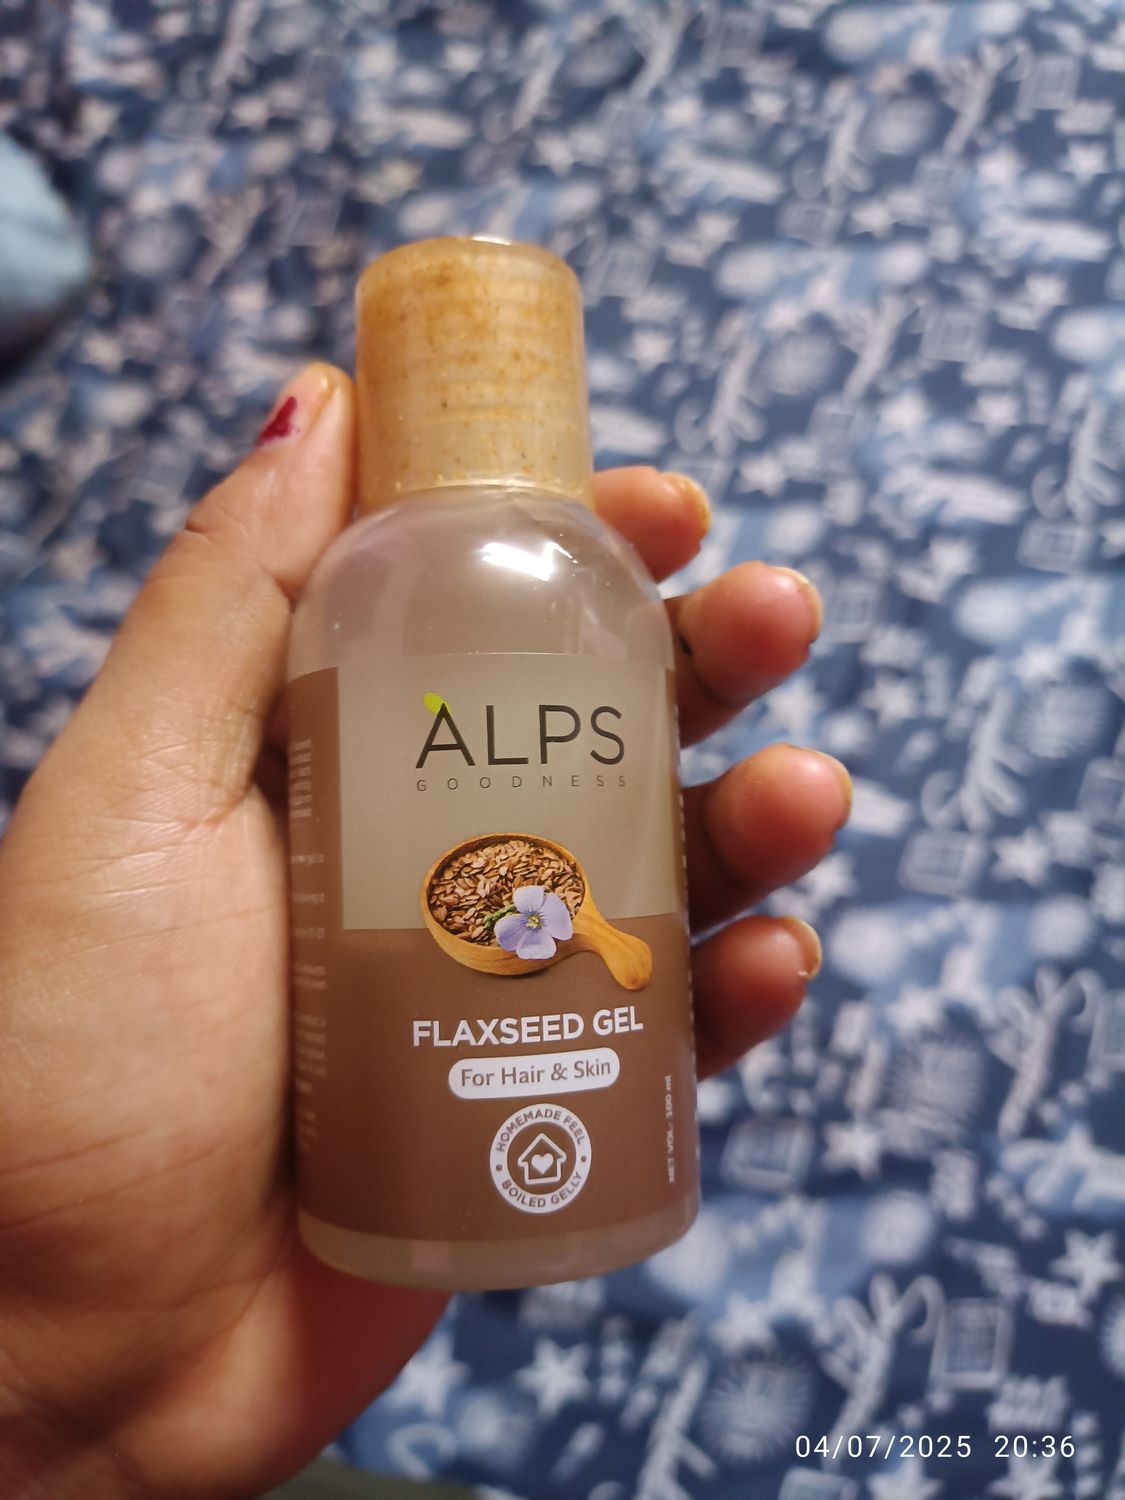 ALPS
GOODNESS
FLAXSEED GEL
For Hair & Skin
HOMEMADE FEEL
BOILED GELLY
NET VOL. 100 ml
04/07/2025 20:36